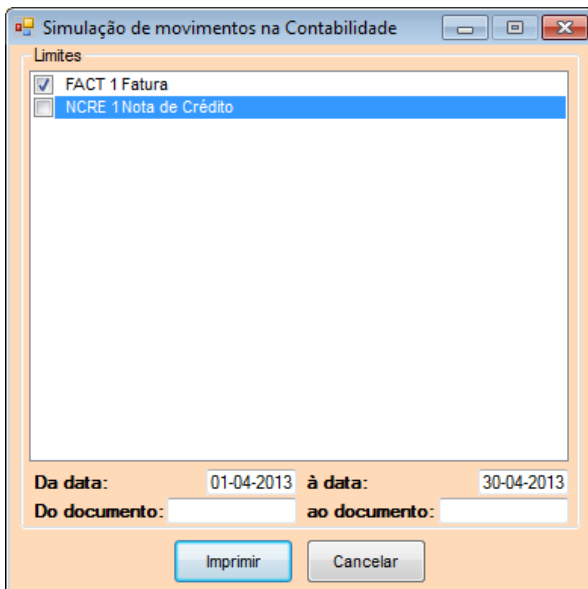 Simulação de movimentos na Contabilidade
Limites
FACT 1 Fatura
NCRE 1 Nota de Crédito
Da data: 01-04-2013 à data: 30-04-2013
Do documento: ao documento:
Imprimir Cancelar